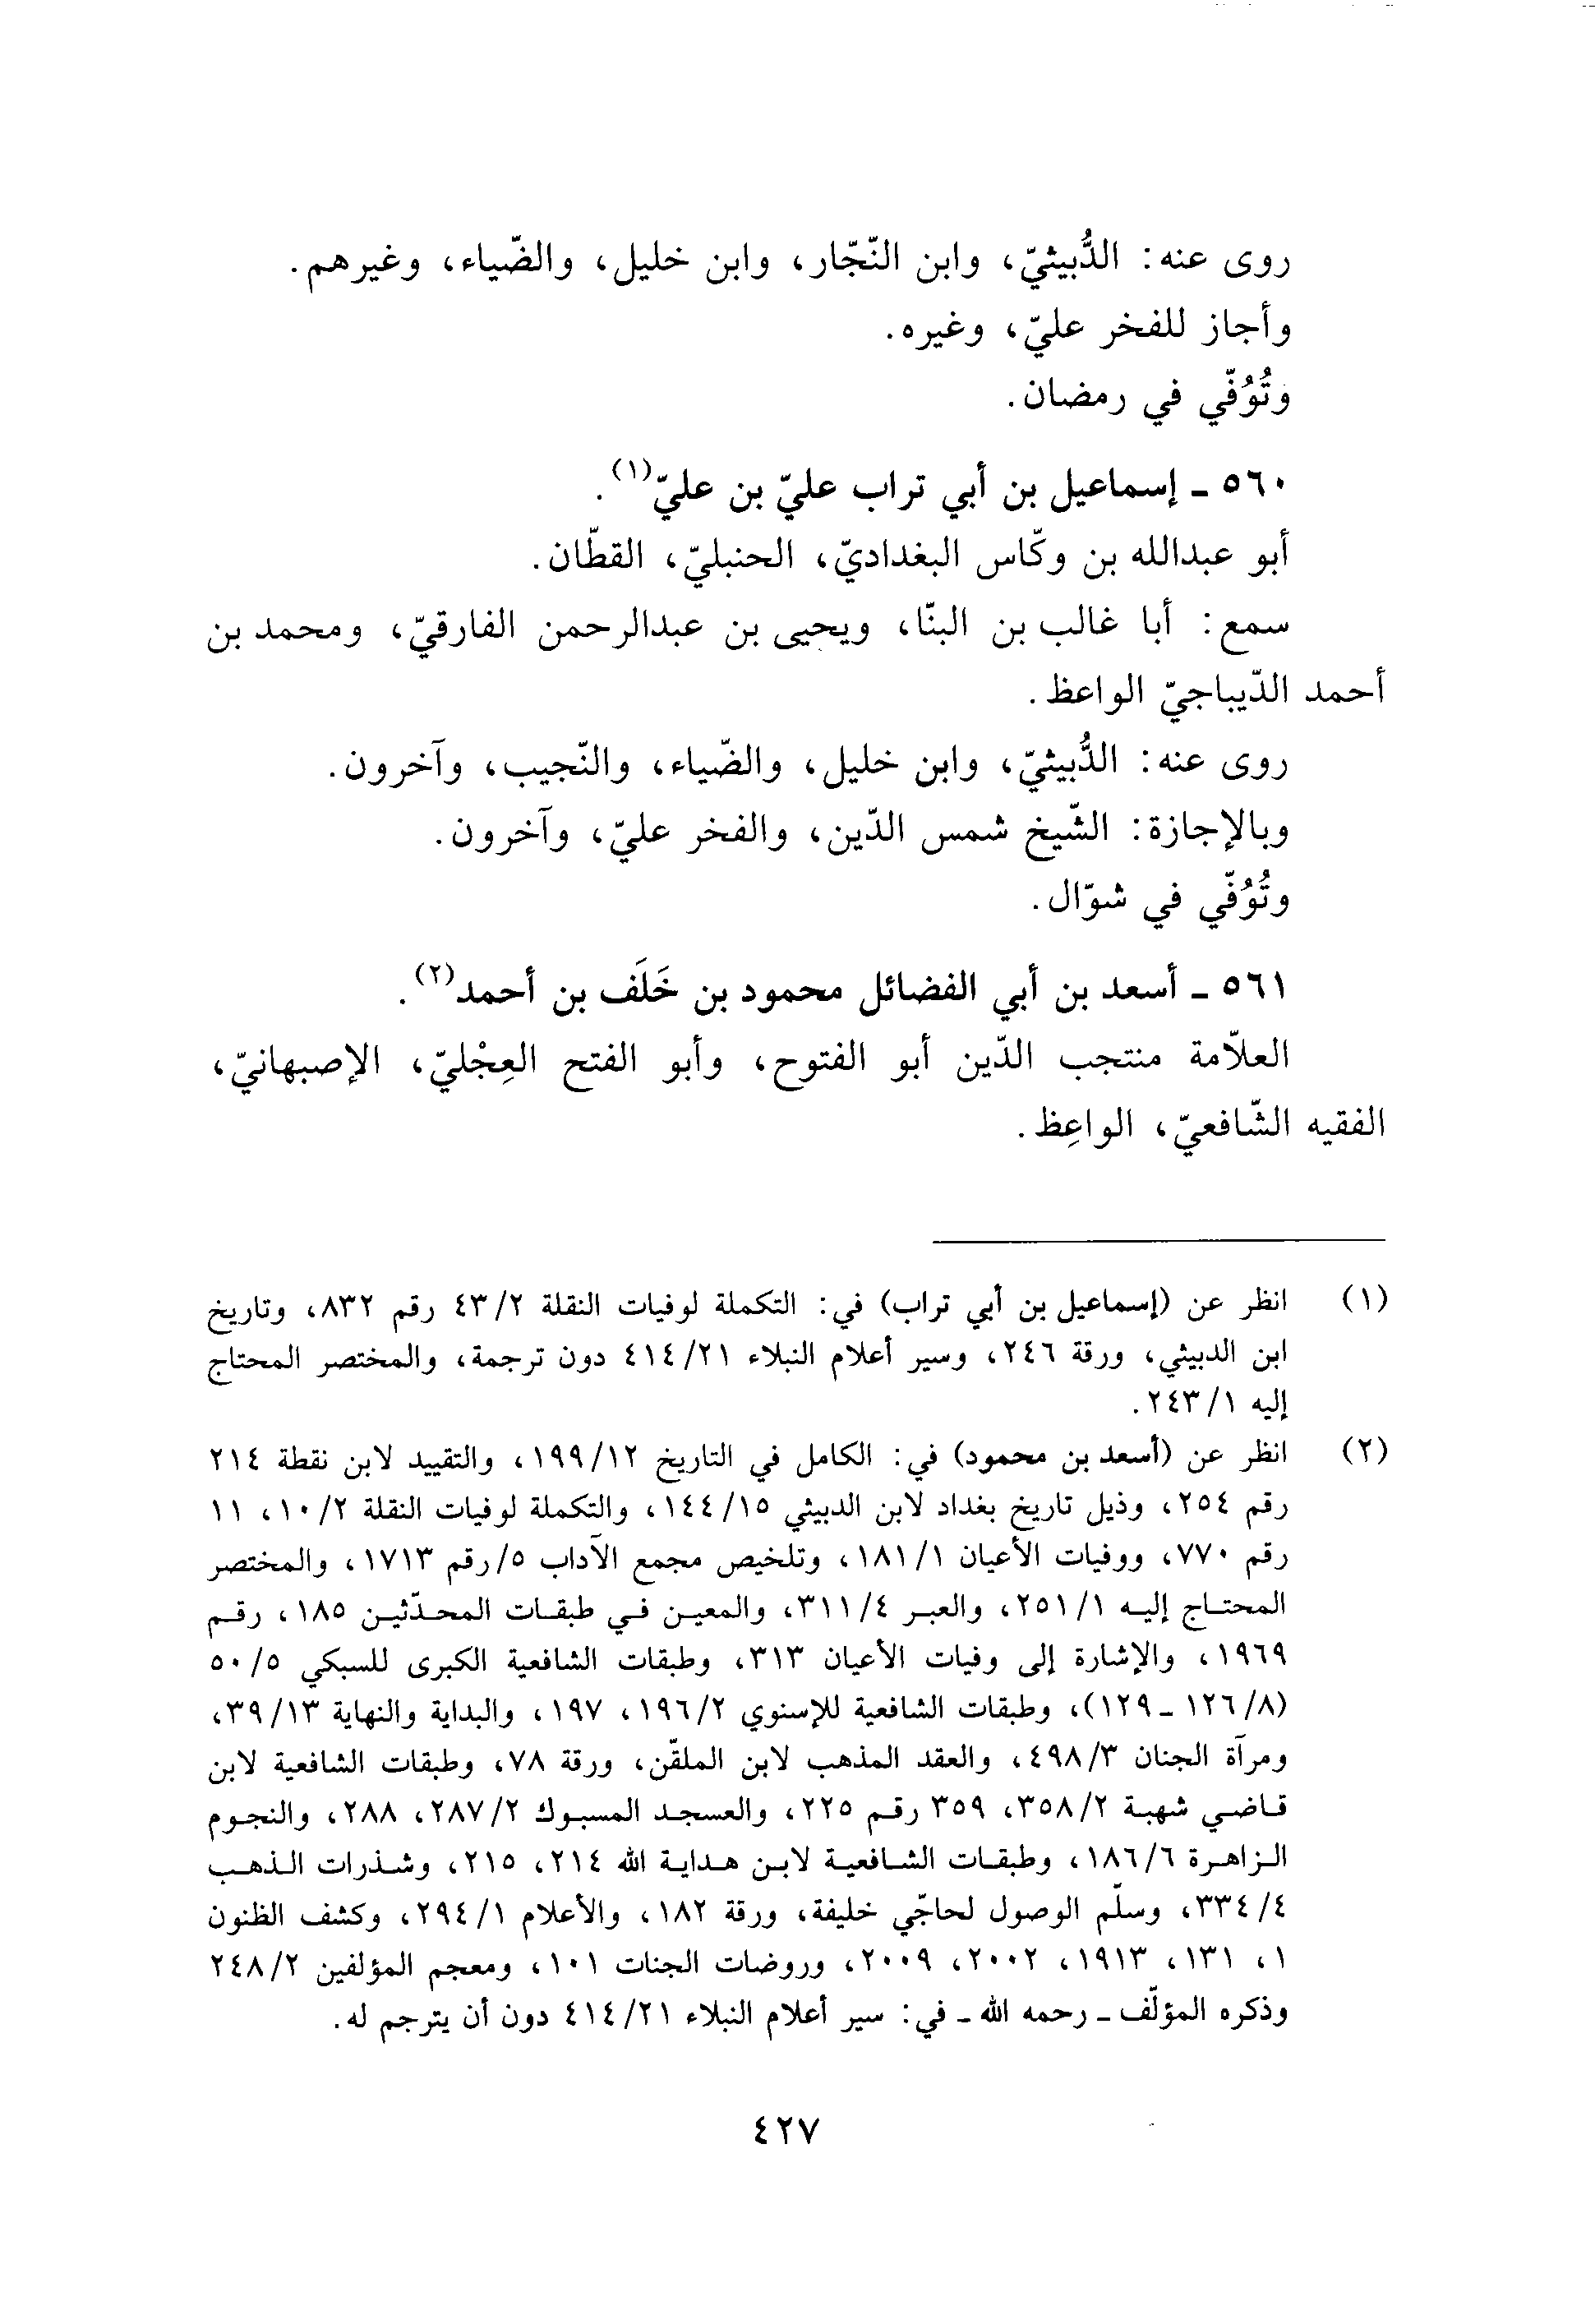 روى عنه: الدُّبيثيّ، وابن النّجّار، وابن خليل، والضّياء، وغيرهم.
وأجاز للفخر عليّ، وغيره.
وتُوُفّي في رمضان.
٥٦٠ ـ إسماعيل بن أبي تراب عليّ بن عليّ(١).
أبو عبدالله بن وكّاس البغداديّ، الحنبليّ، القطّان.
سمع: أبا غالب بن البنّا، ويحيى بن عبدالرحمن الفارقيّ، ومحمد بن
أحمد الدّيباجيّ الواعظ.
روى عنه: الدُّبيثيّ، وابن خليل، والضّياء، والنّجيب، وآخرون.
وبالإجازة: الشّيخ شمس الدّين، والفخر عليّ، وآخرون.
وتُوُفّي في شوّال.
٥٦١ ـ أسعد بن أبي الفضائل محمود بن خَلَف بن أحمد(٢).
العلاّمة منتجب الدّين أبو الفتوح، وأبو الفتح العِجْليّ، الإصبهانيّ،
الفقيه الشّافعيّ، الواعِظ.
(١) انظر عن (إسماعيل بن أبي تراب) في: التكملة لوفيات النقلة ٤٣/٢ رقم ٨٣٢، وتاريخ
ابن الدبيثي، ورقة ٢٤٦، وسير أعلام النبلاء ٤١٤/٢١ دون ترجمة، والمختصر المحتاج
إليه ٢٤٣/١.
(٢) انظر عن (أسعد بن محمود) في: الكامل في التاريخ ١٩٩/١٢، والتقييد لابن نقطة ٢١٤
رقم ٢٥٤، وذيل تاريخ بغداد لابن الدبيثي ١٤٤/١٥، والتكملة لوفيات النقلة ١٠/٢، ١١
رقم ٧٧٠، ووفيات الأعيان ١٨١/١، وتلخيص مجمع الآداب ٥/رقم ١٧١٣، والمختصر
المحتاج إليه ٢٥١/١، والعبر ٣١١/٤، والمعين في طبقات المحدّثين ١٨٥، رقم
١٩٦٩، والإشارة إلى وفيات الأعيان ٣١٣، وطبقات الشافعية الكبرى للسبكي ٥٠/٥
(١٢٦/٨ ـ ١٢٩)، وطبقات الشافعية للإسنوي ١٩٦/٢، ١٩٧، والبداية والنهاية ٣٩/١٣،
ومرآة الجنان ٤٩٨/٣، والعقد المذهب لابن الملقّن، ورقة ٧٨، وطبقات الشافعية لابن
قاضي شهبة ٣٥٨/٢، ٣٥٩ رقم ٢٢٥، والعسجد المسبوك ٢٨٧/٢، ٢٨٨، والنجوم
الزاهرة ١٨٦/٦، وطبقات الشافعية لابن هداية الله ٢١٤، ٢١٥، وشذرات الذهب
٣٣٤/٤، وسلّم الوصول لحاجّي خليفة، ورقة ١٨٢، والأعلام ٢٩٤/١، وكشف الظنون
١، ١٣١، ١٩١٣، ٢٠٠٢، ٢٠٠٩، وروضات الجنات ١٠١، ومعجم المؤلفين ٢٤٨/٢
وذكره المؤلّف ـ رحمه الله ـ في: سير أعلام النبلاء ٤١٤/٢١ دون أن يترجم له.
٤٢٧